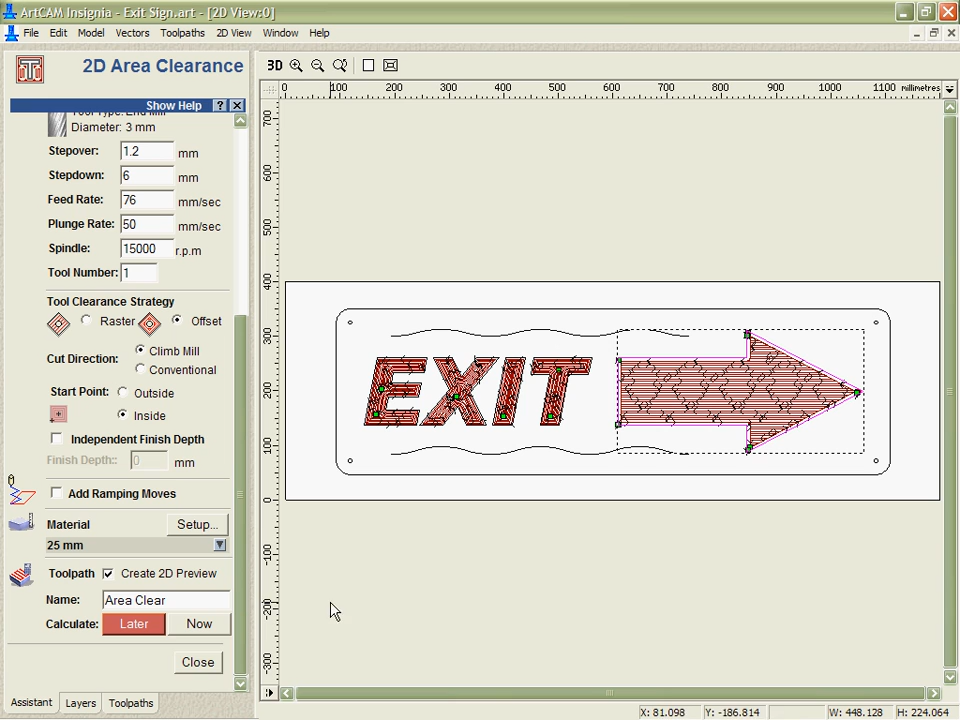 ArtCAM Insignia - Exit Sign.art - [2D View:0]
File Edit Model Vectors Toolpaths 2D View Window Help
2D Area Clearance
Show Help ? X
Tool Type: End Mill
Diameter: 3 mm
Stepover: 1.2 mm
Stepdown: 6 mm
Feed Rate: 76 mm/sec
Plunge Rate: 50 mm/sec
Spindle: 15000 r.p.m
Tool Number: 1
Tool Clearance Strategy
Raster Offset
Cut Direction: Climb Mill
Conventional
Start Point: Outside
Inside
Independent Finish Depth
Finish Depth:: 0 mm
Add Ramping Moves
Material Setup...
25 mm
Toolpath Create 2D Preview
Name: Area Clear
Calculate: Later Now
Close
Assistant Layers Toolpaths
3D
0 100 200 300 400 500 600 700 800 900 1000 1100 millimetres
700
600
500
400
300
200
100
0
-100
-200
-300
EXIT
X: 81.098 Y: -186.814 W: 448.128 H: 224.064